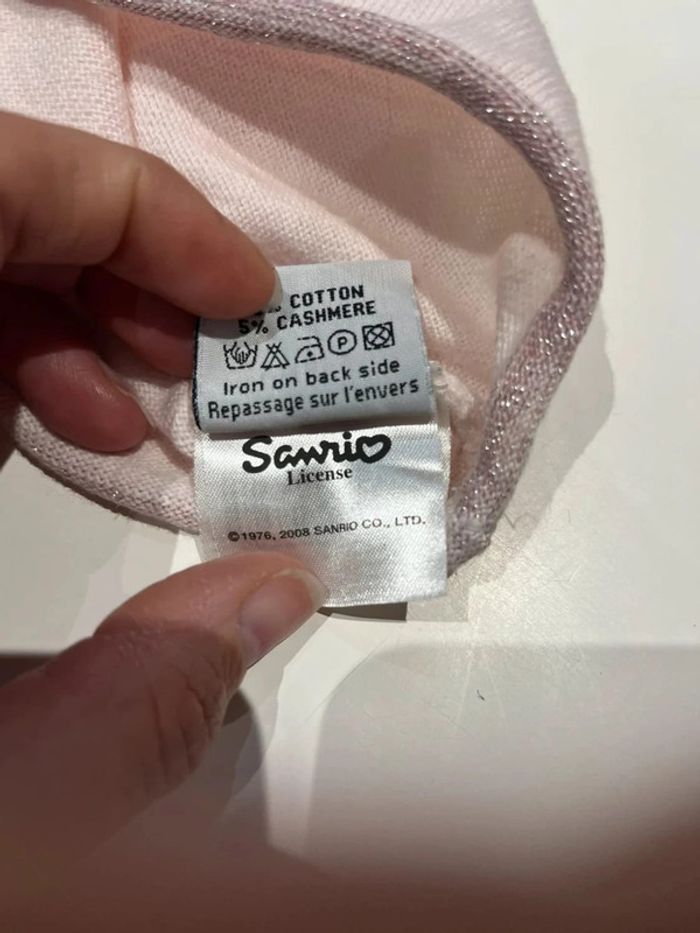 % COTTON
5% CASHMERE
P
Iron on back side
Repassage sur l'envers
Sanrio
License
©1976, 2008 SANRIO CO., LTD.